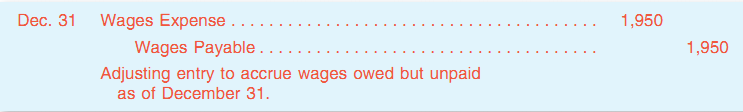 Dec. 31 Wages Expense . . . . . . . . . . . . . . . . . . . . . . . . . . . . . . . . . . . . . . 1,950
Wages Payable . . . . . . . . . . . . . . . . . . . . . . . . . . . . . . . . . . . 1,950
Adjusting entry to accrue wages owed but unpaid
as of December 31.